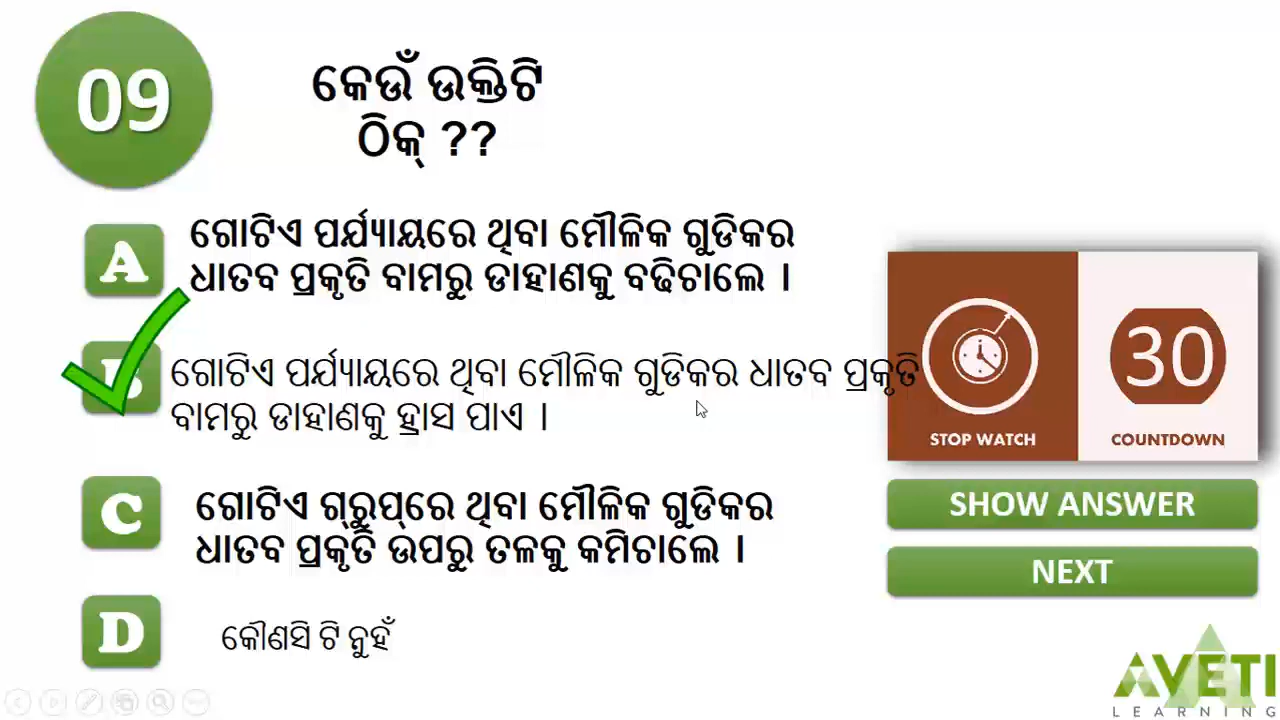 09
କେଉଁ ଉକ୍ତିଟି
ଠିକ୍ ??
A
ଗୋଟିଏ ପର୍ଯ୍ୟାୟରେ ଥିବା ମୌଳିକ ଗୁଡିକର
ଧାତବ ପ୍ରକୃତି ବାମରୁ ଡାହାଣକୁ ବଢିଚାଲେ ।
B
ଗୋଟିଏ ପର୍ଯ୍ୟାୟରେ ଥିବା ମୌଳିକ ଗୁଡିକର ଧାତବ ପ୍ରକୃତି
ବାମରୁ ଡାହାଣକୁ ହ୍ରାସ ପାଏ ।
C
ଗୋଟିଏ ଗ୍ରୁପ୍‌ରେ ଥିବା ମୌଳିକ ଗୁଡିକର
ଧାତବ ପ୍ରକୃତି ଉପରୁ ତଳକୁ କମିଚାଲେ ।
D
କୌଣସି ଟି ନୁହଁ
30
STOP WATCH
COUNTDOWN
SHOW ANSWER
NEXT
AVETI
LEARNING